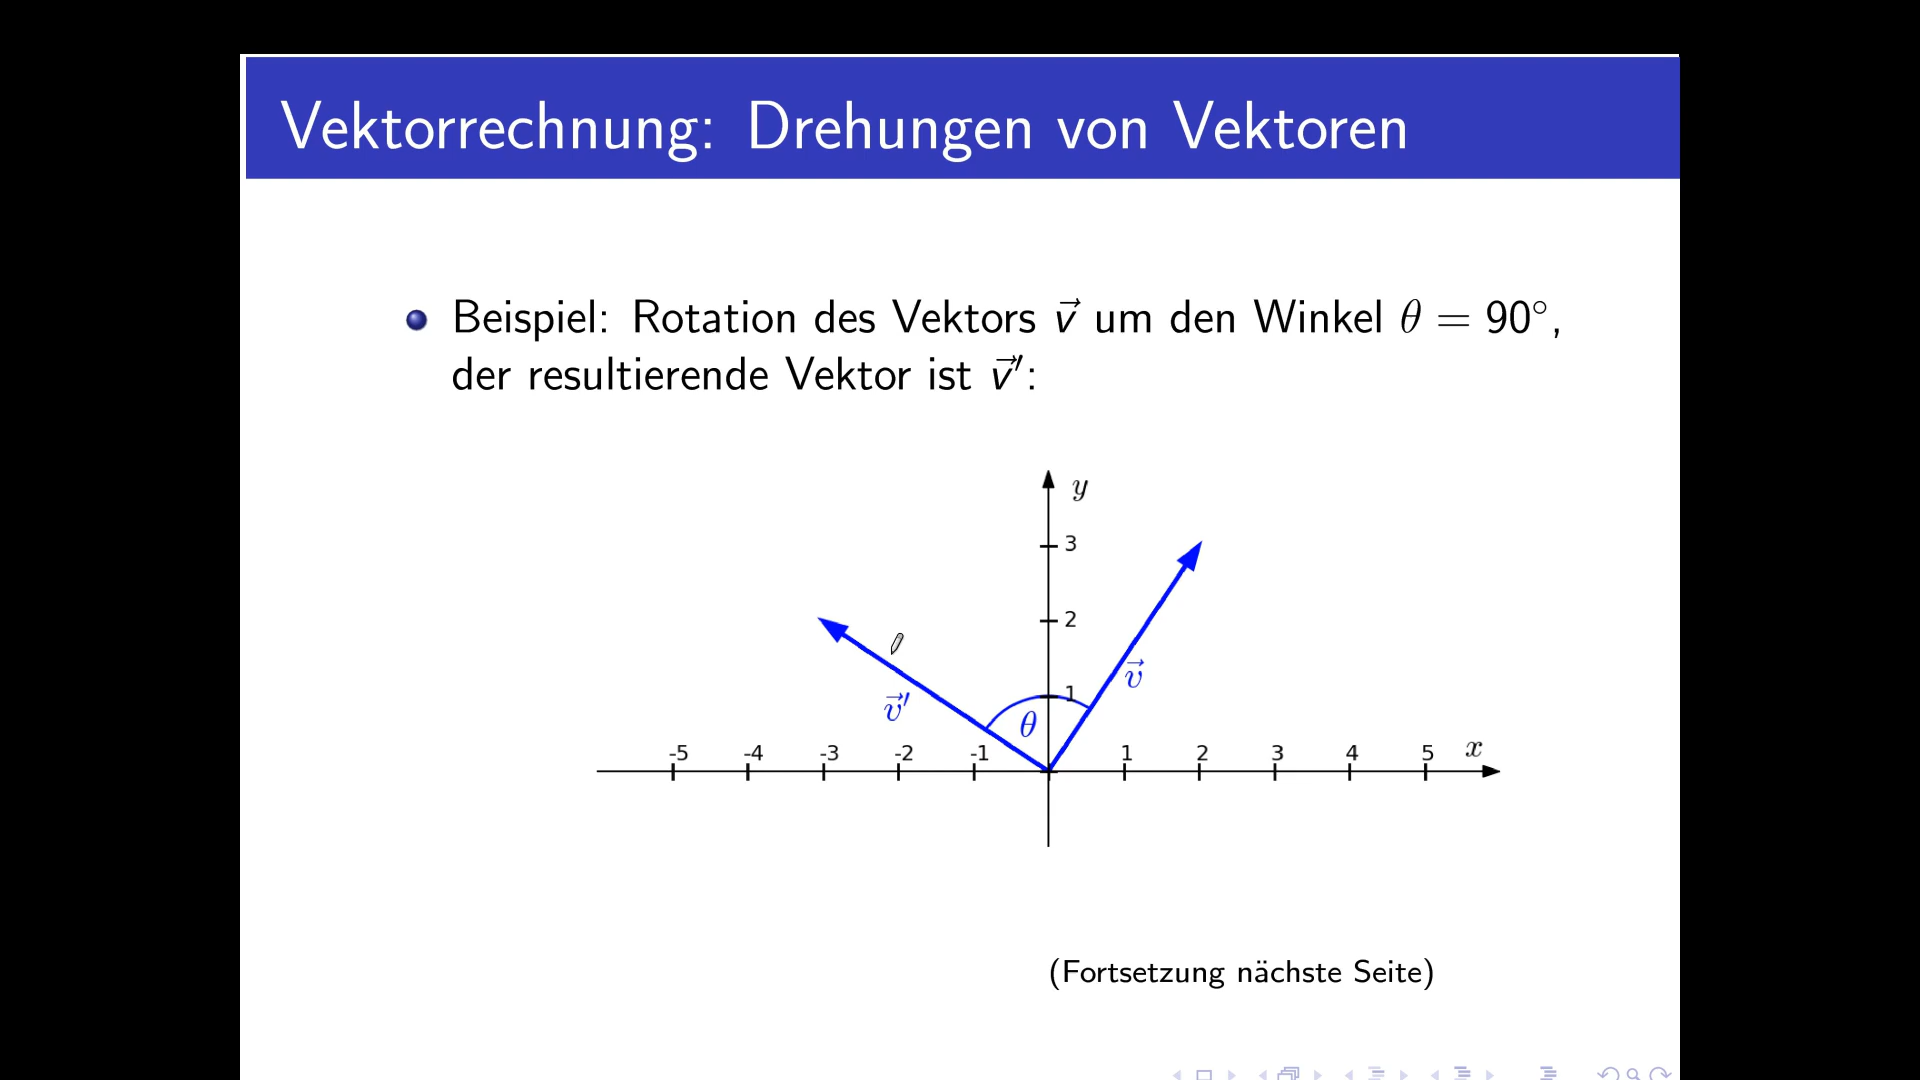 Vektorrechnung: Drehungen von Vektoren
Beispiel: Rotation des Vektors v⃗ um den Winkel θ = 90°,
der resultierende Vektor ist v⃗′:
y
3
2
1
v⃗
v⃗′
θ
-5 -4 -3 -2 -1 1 2 3 4 5 x
(Fortsetzung nächste Seite)